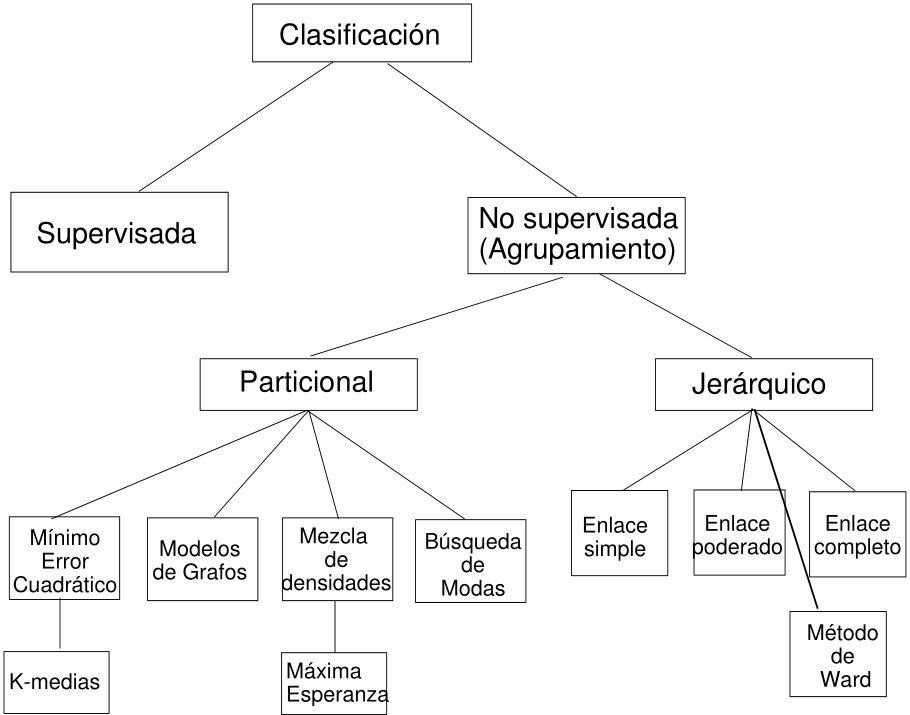 Clasificación
Supervisada
No supervisada
(Agrupamiento)
Particional
Jerárquico
Mínimo
Error
Cuadrático
Modelos
de Grafos
Mezcla
de
densidades
Búsqueda
de
Modas
Enlace
simple
Enlace
poderado
Enlace
completo
K-medias
Máxima
Esperanza
Método
de
Ward